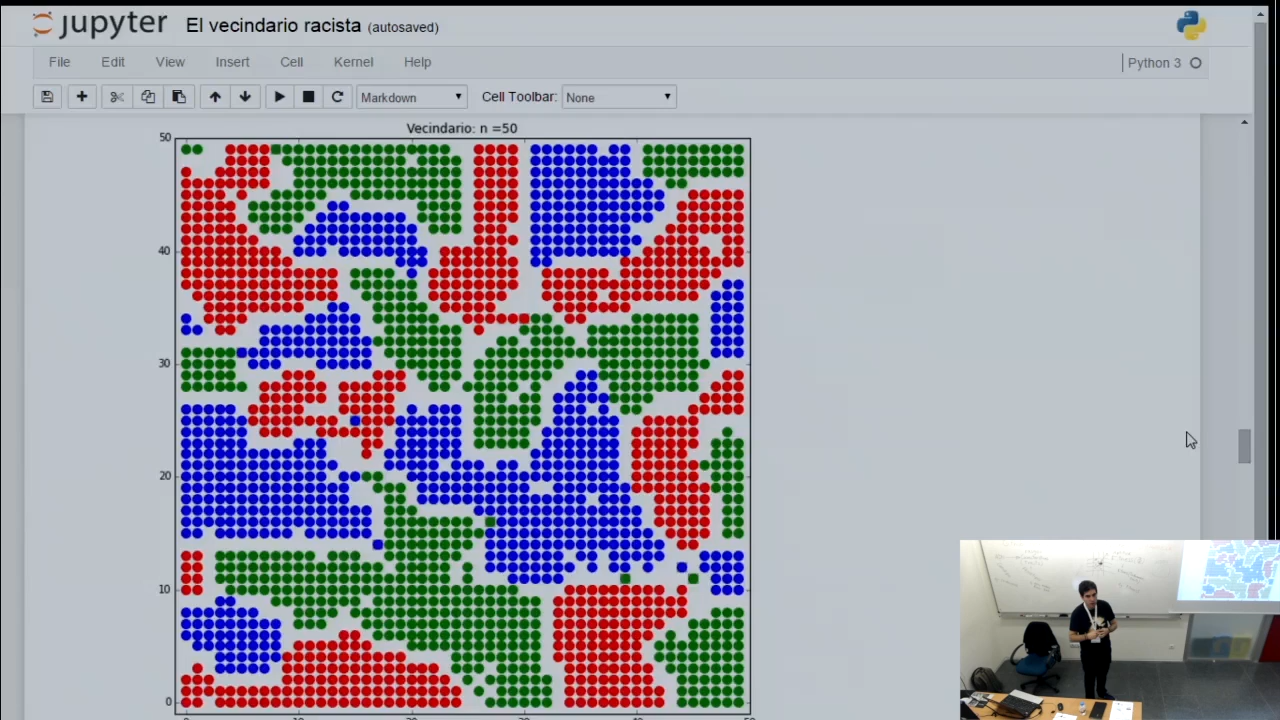 jupyter El vecindario racista (autosaved)
File Edit View Insert Cell Kernel Help Python 3
Markdown Cell Toolbar: None
Vecindario: n =50
50
40
30
20
10
0